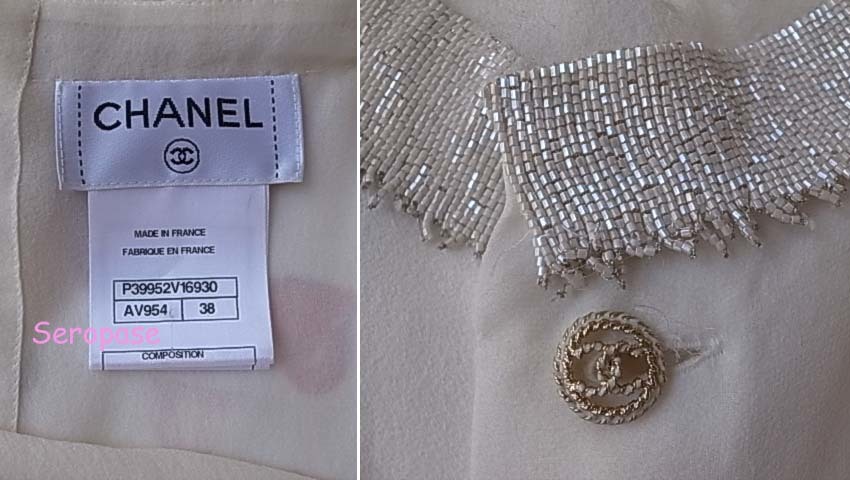 CHANEL
MADE IN FRANCE
FABRIQUE EN FRANCE
P39952V16930
AV954 38
Seropase
COMPOSITION